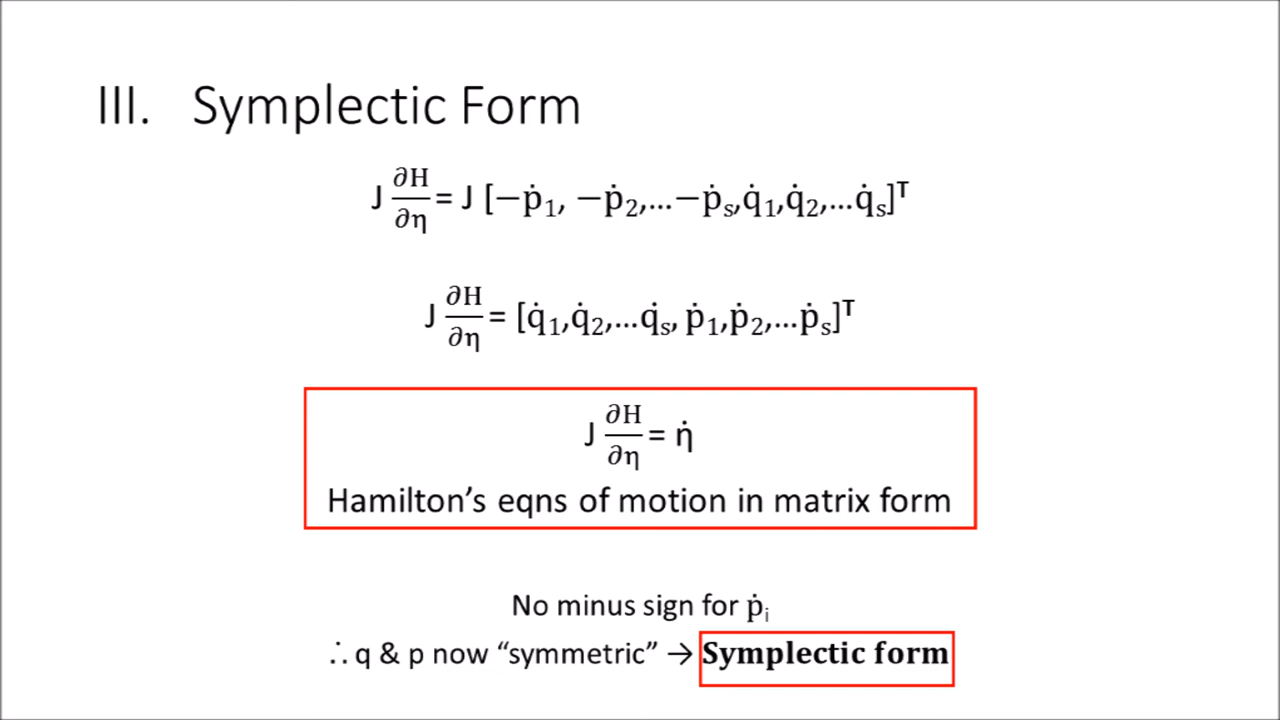 III. Symplectic Form
J ∂H/∂η = J [−ṗ₁, −ṗ₂,...−ṗₛ,q̇₁,q̇₂,...q̇ₛ]ᵀ
J ∂H/∂η = [q̇₁,q̇₂,...q̇ₛ, ṗ₁,ṗ₂,...ṗₛ]ᵀ
J ∂H/∂η = η̇
Hamilton's eqns of motion in matrix form
No minus sign for ṗᵢ
∴ q & p now “symmetric” → Symplectic form